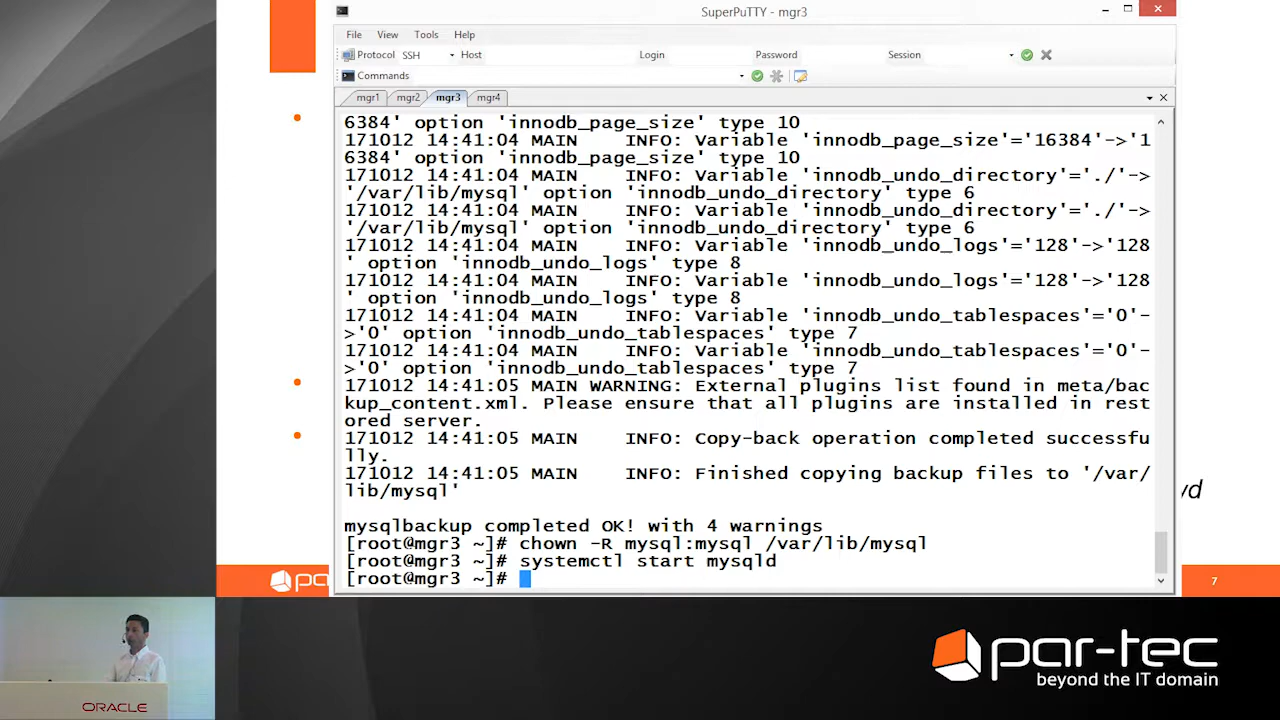 SuperPuTTY - mgr3
File View Tools Help
Protocol SSH Host Login Password Session
Commands
mgr1 mgr2 mgr3 mgr4
6384' option 'innodb_page_size' type 10
171012 14:41:04 MAIN    INFO: Variable 'innodb_page_size'='16384'->'1
6384' option 'innodb_page_size' type 10
171012 14:41:04 MAIN    INFO: Variable 'innodb_undo_directory'='./'->
'/var/lib/mysql' option 'innodb_undo_directory' type 6
171012 14:41:04 MAIN    INFO: Variable 'innodb_undo_directory'='./'->
'/var/lib/mysql' option 'innodb_undo_directory' type 6
171012 14:41:04 MAIN    INFO: Variable 'innodb_undo_logs'='128'->'128
' option 'innodb_undo_logs' type 8
171012 14:41:04 MAIN    INFO: Variable 'innodb_undo_logs'='128'->'128
' option 'innodb_undo_logs' type 8
171012 14:41:04 MAIN    INFO: Variable 'innodb_undo_tablespaces'='0'-
>'0' option 'innodb_undo_tablespaces' type 7
171012 14:41:04 MAIN    INFO: Variable 'innodb_undo_tablespaces'='0'-
>'0' option 'innodb_undo_tablespaces' type 7
171012 14:41:05 MAIN WARNING: External plugins list found in meta/bac
kup_content.xml. Please ensure that all plugins are installed in rest
ored server.
171012 14:41:05 MAIN    INFO: Copy-back operation completed successfu
lly.
171012 14:41:05 MAIN    INFO: Finished copying backup files to '/var/
lib/mysql'
yd
mysqlbackup completed OK! with 4 warnings
[root@mgr3 ~]# chown -R mysql:mysql /var/lib/mysql
[root@mgr3 ~]# systemctl start mysqld
[root@mgr3 ~]#
pa
7
par-tec
beyond the IT domain
ORACLE